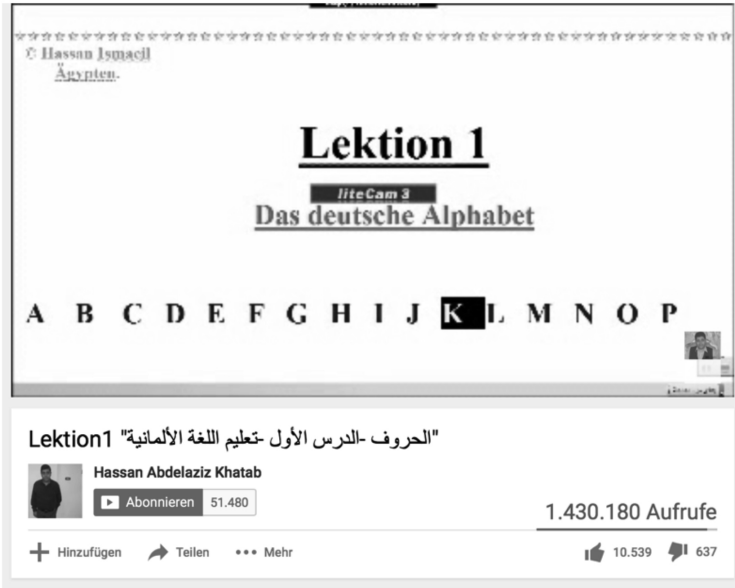 © Hassan Ismaeil
Ägypten.
Lektion 1
liteCam 3
Das deutsche Alphabet
A B C D E F G H I J K L M N O P
Lektion1 "الحروف -الدرس الأول -تعليم اللغة الألمانية"
Hassan Abdelaziz Khatab
Abonnieren 51.480
1.430.180 Aufrufe
Hinzufügen Teilen Mehr 10.539 637